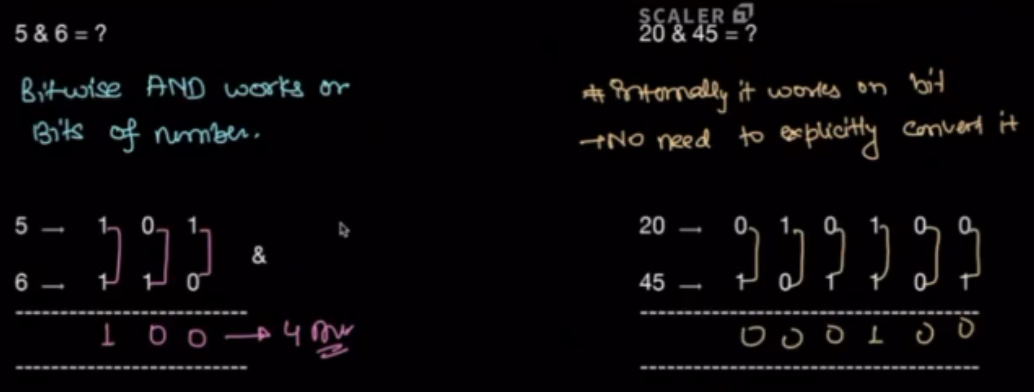 5 & 6 = ?
Bitwise AND works on
Bits of number.
5 → 1 0 1
&
6 → 1 1 0
1 0 0 → 4 Ans
SCALER
20 & 45 = ?
# Internally it works on bit
→ No need to explicitly convert it
20 → 0 1 0 1 0 0
45 → 1 0 1 1 0 1
0 0 0 1 0 0